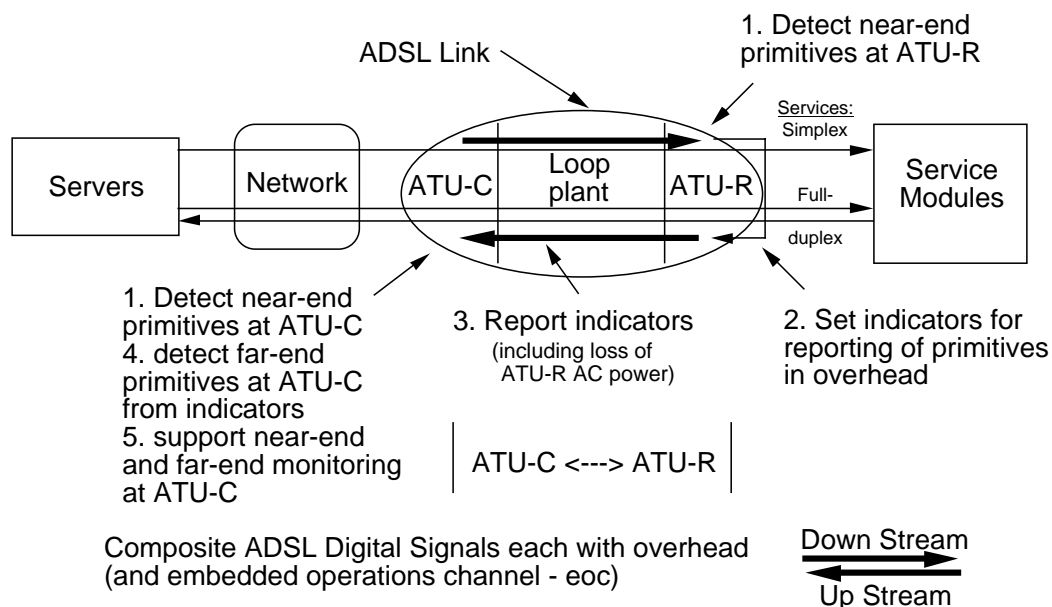 1. Detect near-end
primitives at ATU-R
ADSL Link
Services:
Simplex
Servers
Network
ATU-C
Loop
plant
ATU-R
Full-
duplex
Service
Modules
1. Detect near-end
primitives at ATU-C
4. detect far-end
primitives at ATU-C
from indicators
5. support near-end
and far-end monitoring
at ATU-C
3. Report indicators
(including loss of
ATU-R AC power)
2. Set indicators for
reporting of primitives
in overhead
ATU-C <---> ATU-R
Composite ADSL Digital Signals each with overhead
(and embedded operations channel - eoc)
Down Stream
Up Stream